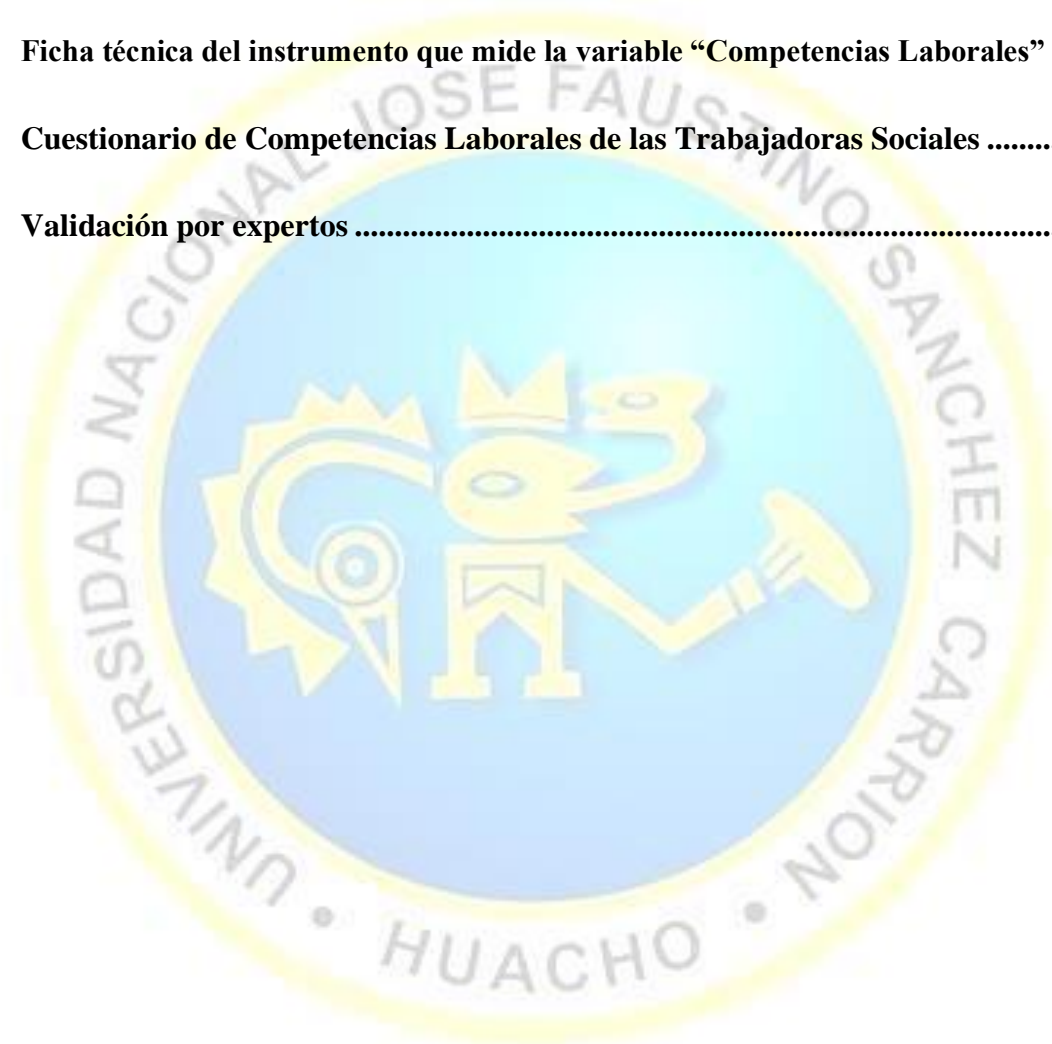 Ficha técnica del instrumento que mide la variable “Competencias Laborales”
Cuestionario de Competencias Laborales de las Trabajadoras Sociales ........
Validación por expertos ..........................................................................................
UNIVERSIDAD NACIONAL JOSE FAUSTINO SANCHEZ CARRION • HUACHO •